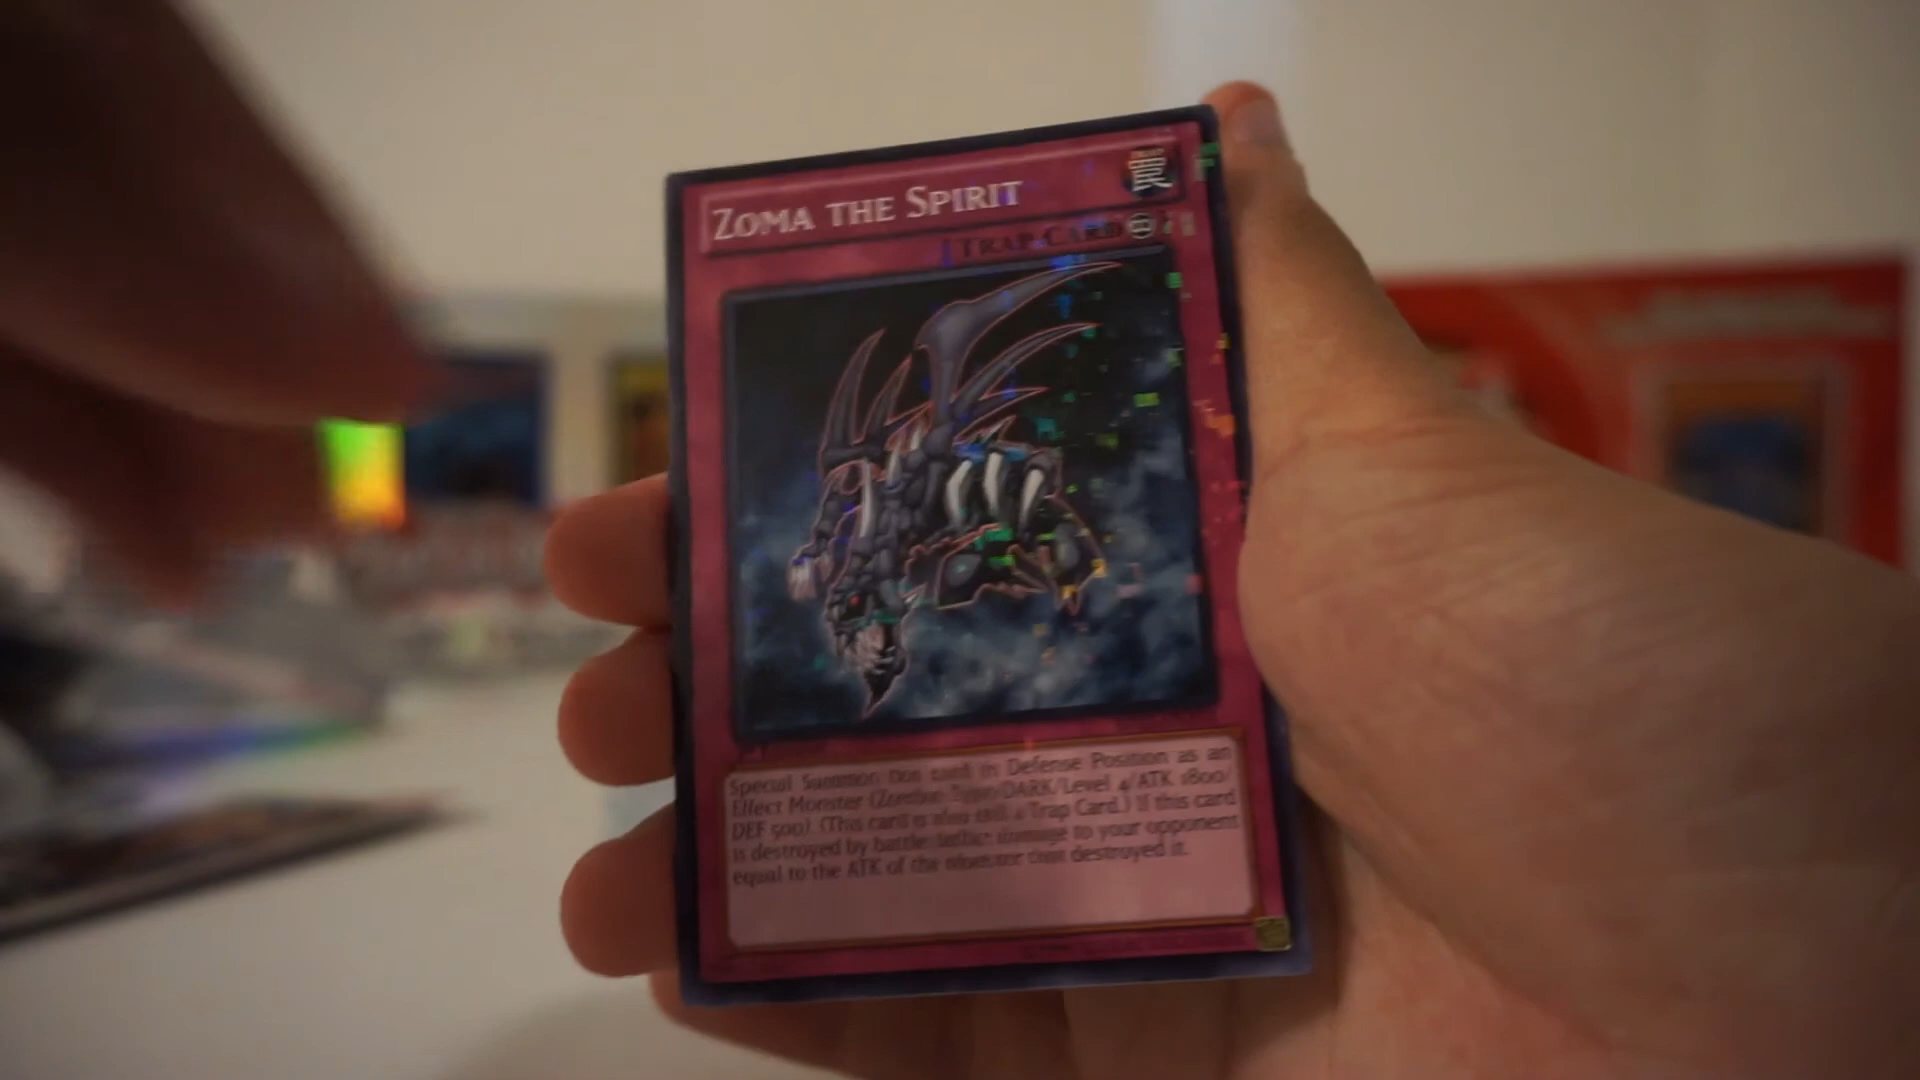 ZOMA THE SPIRIT
TRAP
罠
TRAP CARD
Special Summon this card in Defense Position as an
Effect Monster (Zombie-Type/DARK/Level 4/ATK 1800/
DEF 500). (This card is also still a Trap Card.) If this card
is destroyed by battle: inflict damage to your opponent
equal to the ATK of the monster that destroyed it.